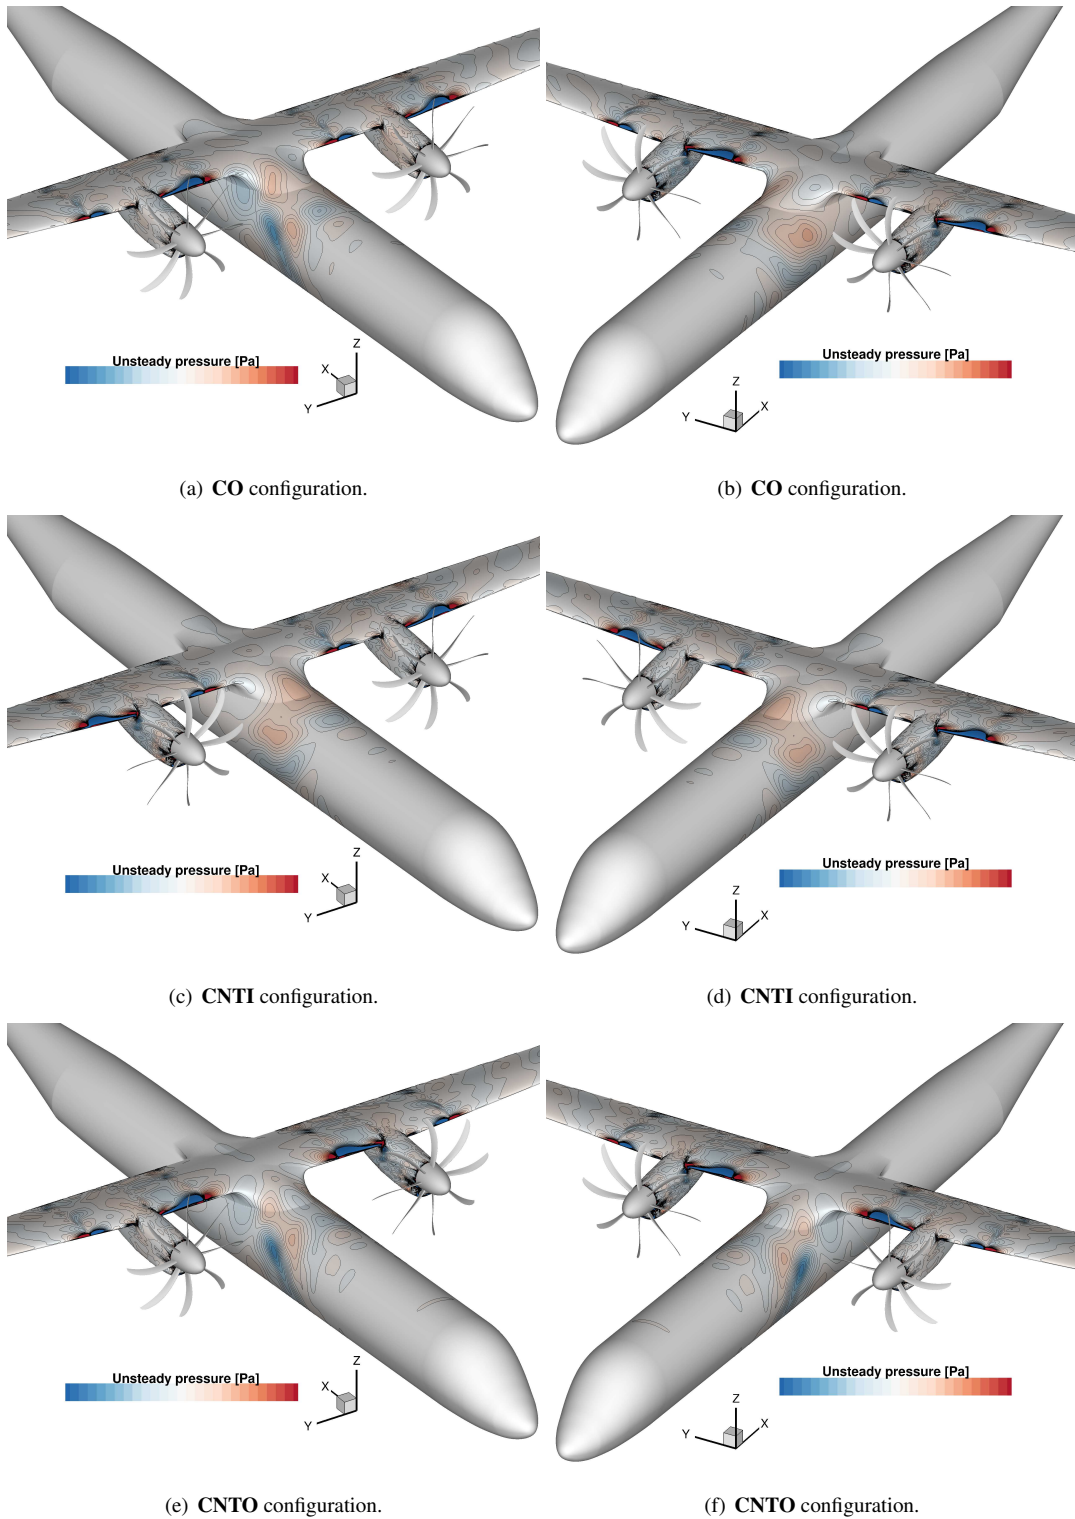 Unsteady pressure [Pa]
Z
X
Y
Unsteady pressure [Pa]
Z
X
Y
(a) CO configuration.
(b) CO configuration.
Unsteady pressure [Pa]
Z
X
Y
Unsteady pressure [Pa]
Z
X
Y
(c) CNTI configuration.
(d) CNTI configuration.
Unsteady pressure [Pa]
Z
X
Y
Unsteady pressure [Pa]
Z
X
Y
(e) CNTO configuration.
(f) CNTO configuration.